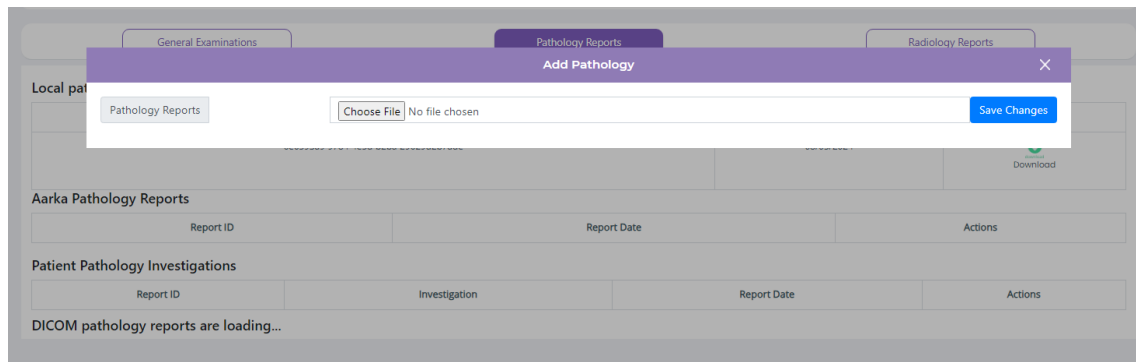 General Examinations
Pathology Reports
Radiology Reports
Add Pathology
Local pat
Pathology Reports
Choose File No file chosen
Save Changes
Download
Aarka Pathology Reports
Report ID
Report Date
Actions
Patient Pathology Investigations
Report ID
Investigation
Report Date
Actions
DICOM pathology reports are loading...